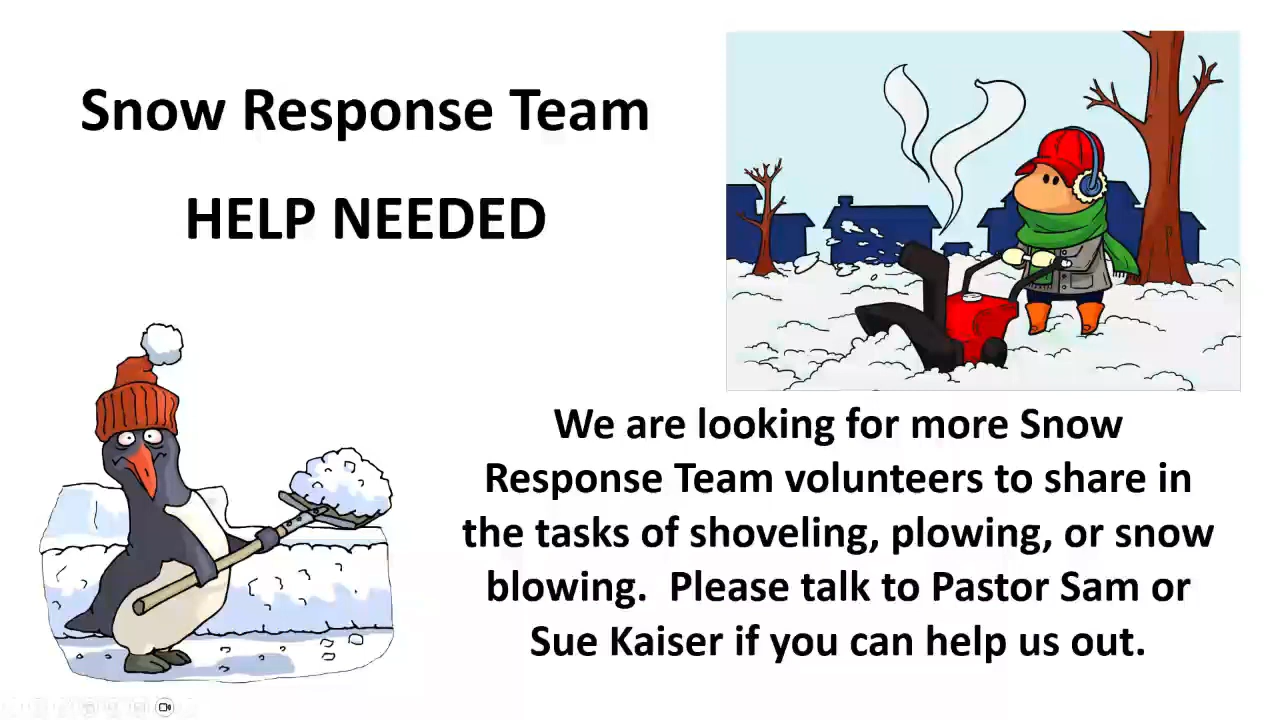 Snow Response Team
HELP NEEDED
We are looking for more Snow
Response Team volunteers to share in
the tasks of shoveling, plowing, or snow
blowing.  Please talk to Pastor Sam or
Sue Kaiser if you can help us out.